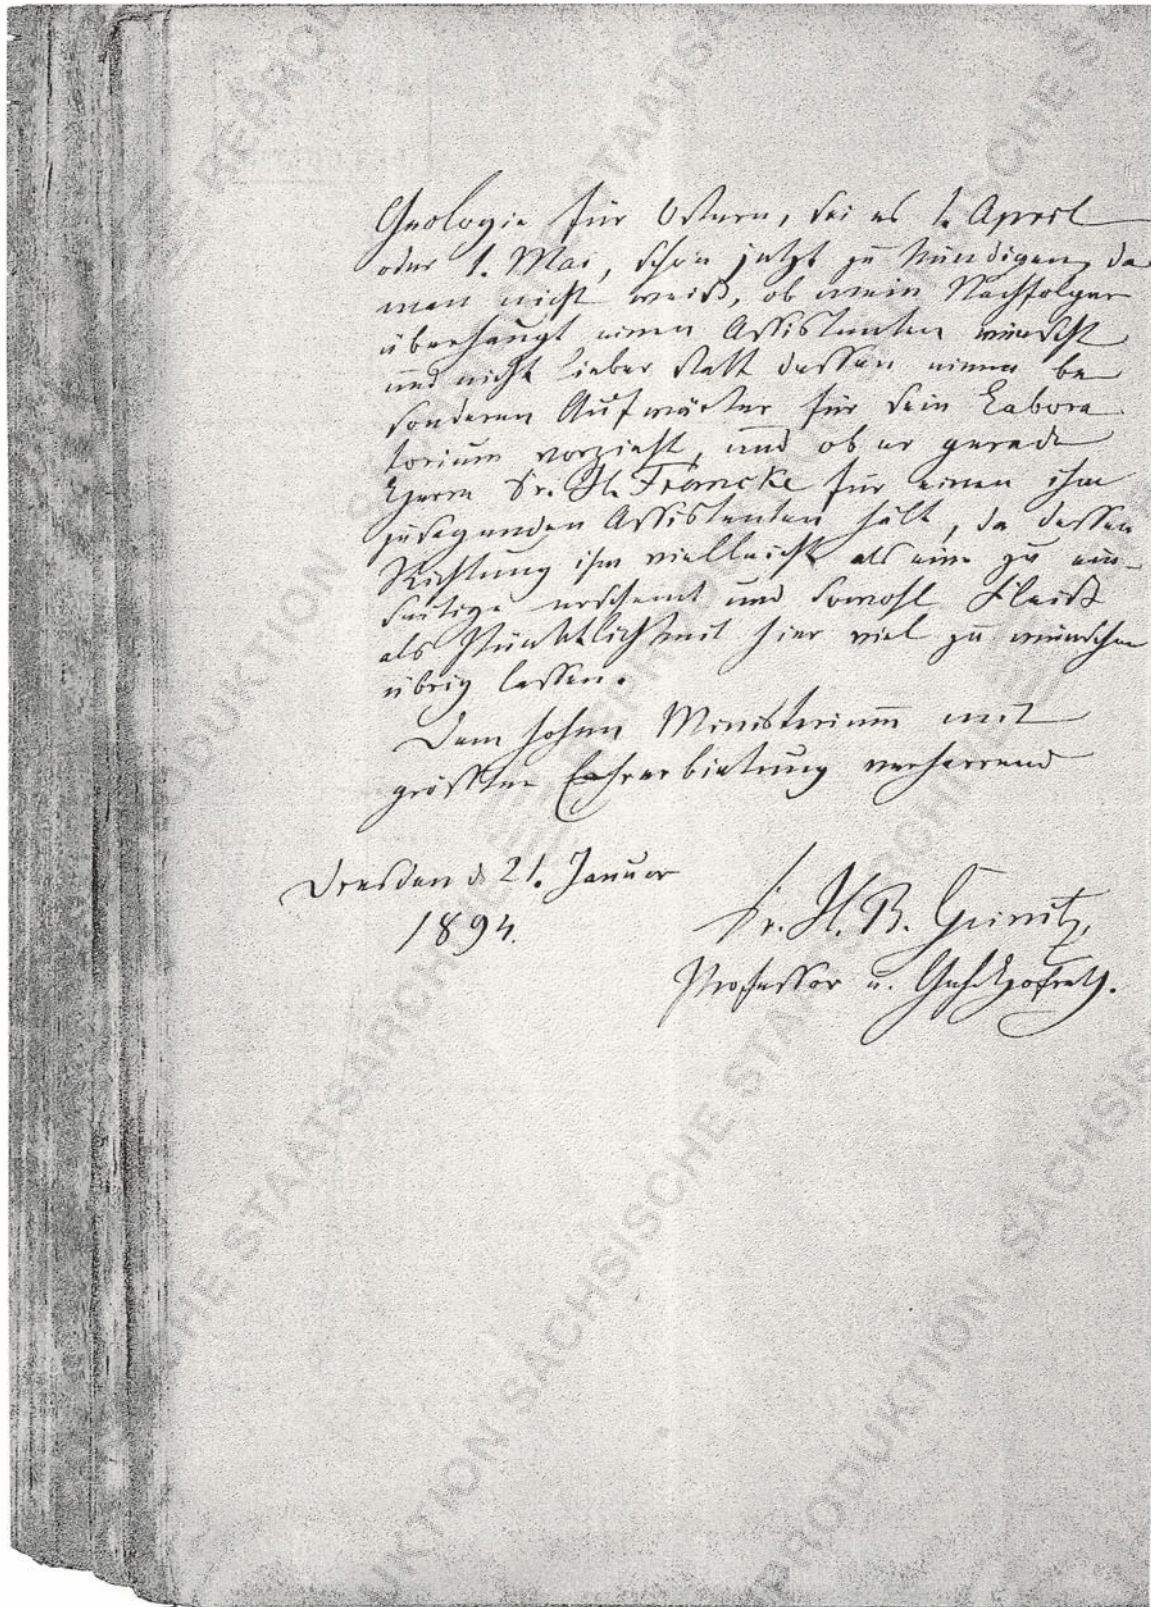 Geologie für Ostern, sei es 1. April
oder 1. Mai, schon jetzt zu kündigen, da
man nicht weiß, ob mein Nachfolger
überhaupt einen Assistenten wünscht
und nicht lieber statt dessen einen be
sonderen Aufwärter für sein Labora
torium vorzieht, und ob er gerade
Herrn Dr. H. Francke für einen ihm
zusagenden Assistenten hält, da dessen
Richtung ihm vielleicht als eine zu ein-
seitige erscheint und sowohl Fleiß
als Pünktlichkeit hier viel zu wünschen
übrig lassen.
Dem hohen Ministerium mit
größter Ehrerbietung verharrend
Dresden d. 21. Januar
1894.
Dr. H. B. Geinitz,
Professor u. Geh. Hofrath.